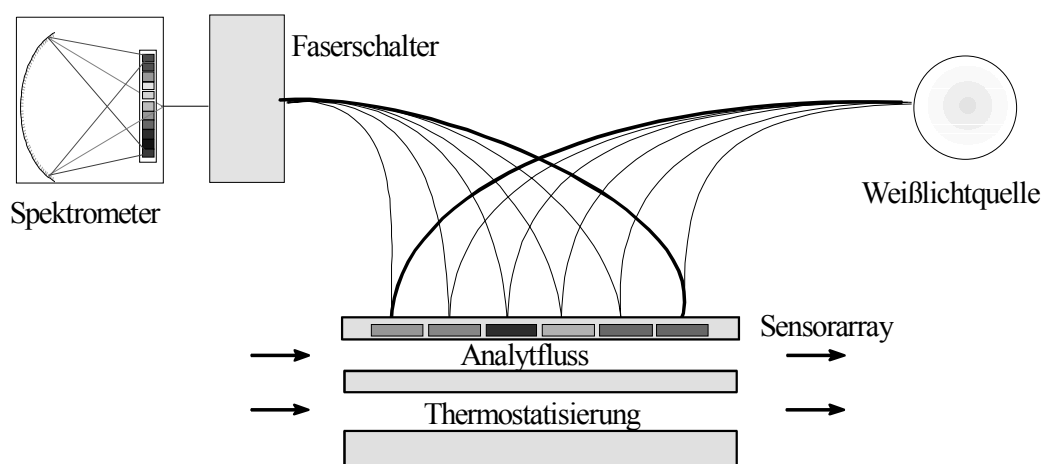 Faserschalter
Spektrometer
Weißlichtquelle
Sensorarray
Analytfluss
Thermostatisierung